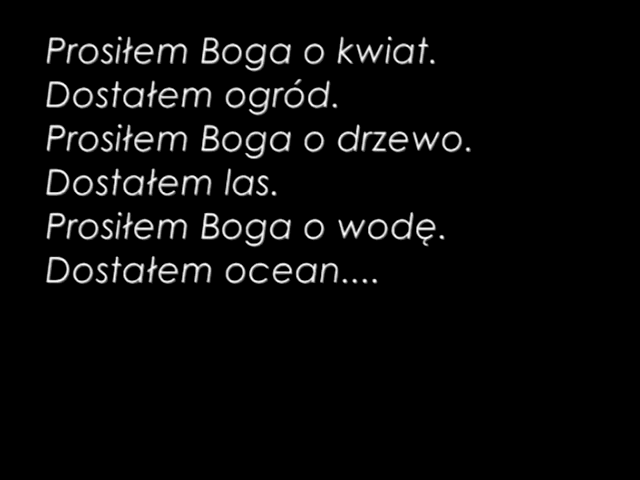 Prosiłem Boga o kwiat.
Dostałem ogród.
Prosiłem Boga o drzewo.
Dostałem las.
Prosiłem Boga o wodę.
Dostałem ocean....